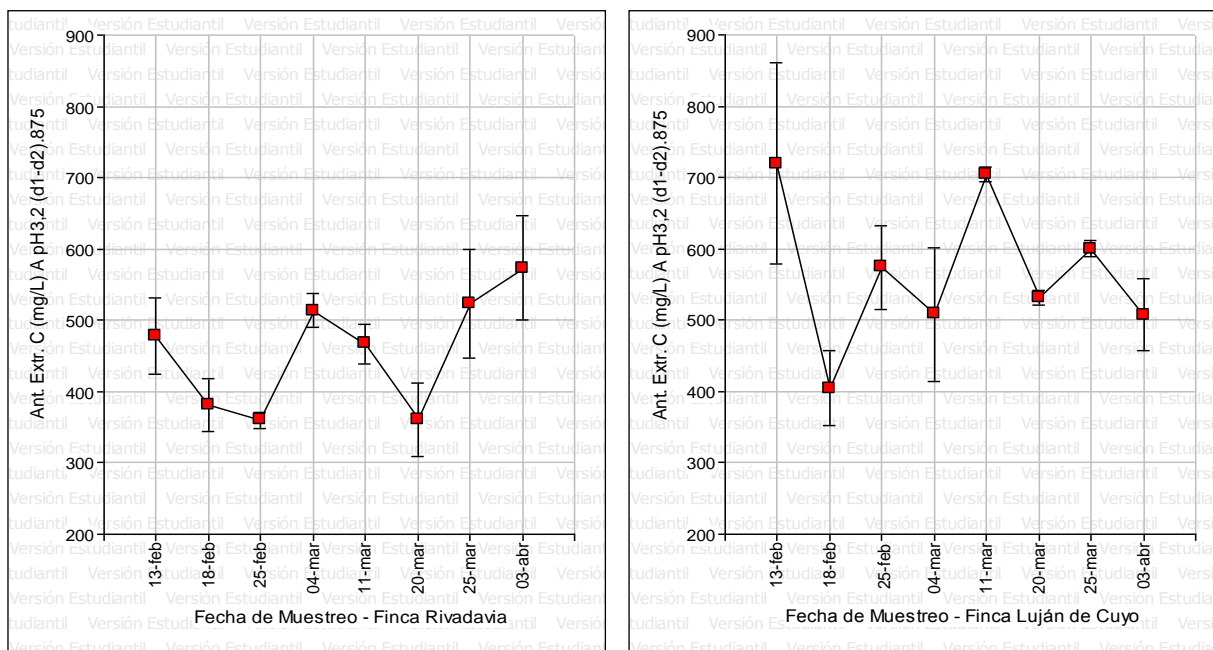 Ant. Extr. C (mg/L) A pH3,2 (d1-d2).875
900
800
700
600
500
400
300
200
13-feb
18-feb
25-feb
04-mar
11-mar
20-mar
25-mar
03-abr
Fecha de Muestreo - Finca Rivadavia
Versión Estudiantil
Ant. Extr. C (mg/L) A pH3,2 (d1-d2).875
900
800
700
600
500
400
300
200
13-feb
18-feb
25-feb
04-mar
11-mar
20-mar
25-mar
03-abr
Fecha de Muestreo - Finca Luján de Cuyo
Versión Estudiantil